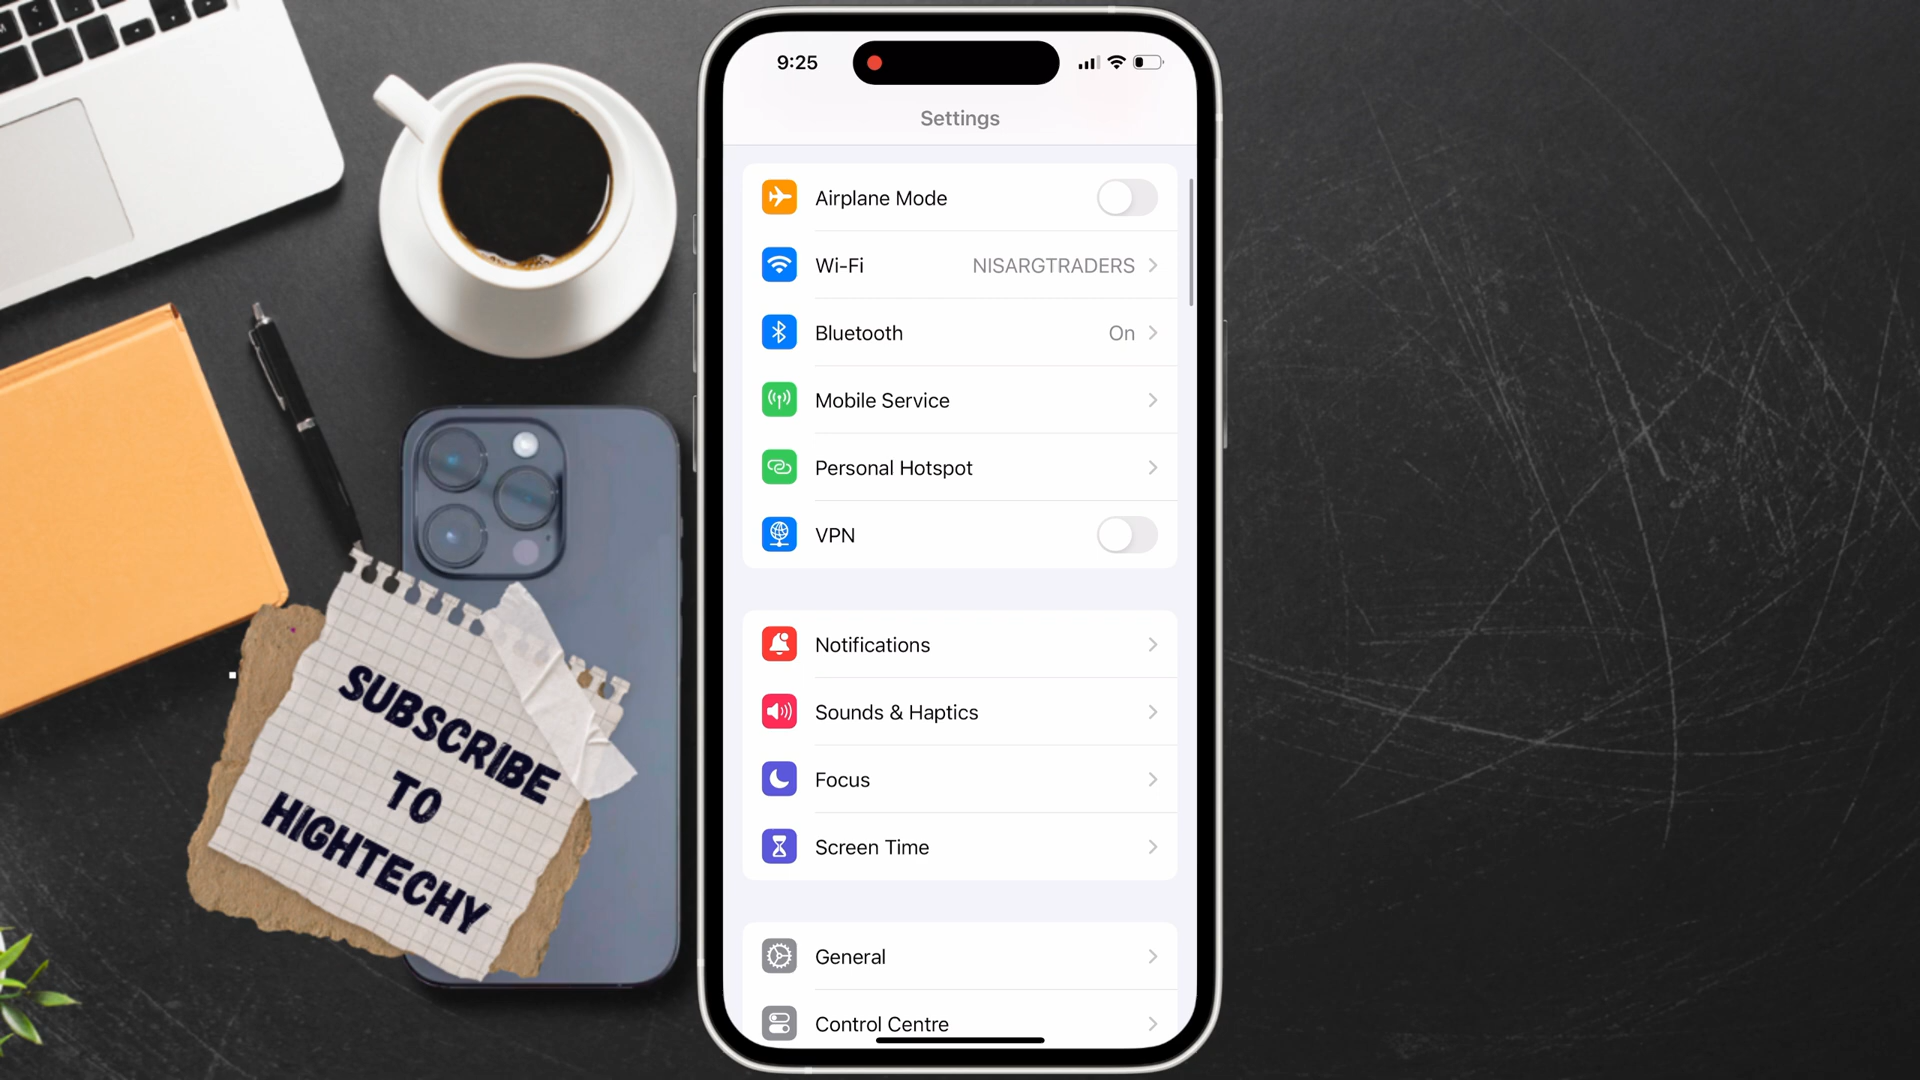 9:25
Settings
Airplane Mode
Wi-Fi NISARGTRADERS
Bluetooth On
Mobile Service
Personal Hotspot
VPN
Notifications
Sounds & Haptics
Focus
Screen Time
General
Control Centre
SUBSCRIBE
TO
HIGHTECHY